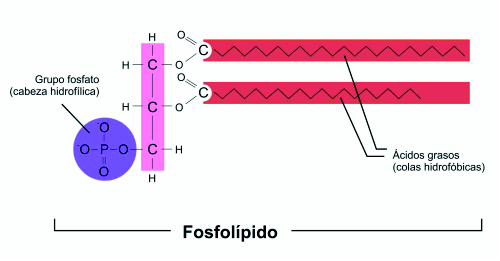 H
O
C
H C O
O
C
H C O
Grupo fosfato
(cabeza hidrofílica)
-O
-O P O C H
O
H
Ácidos grasos
(colas hidrofóbicas)
Fosfolípido